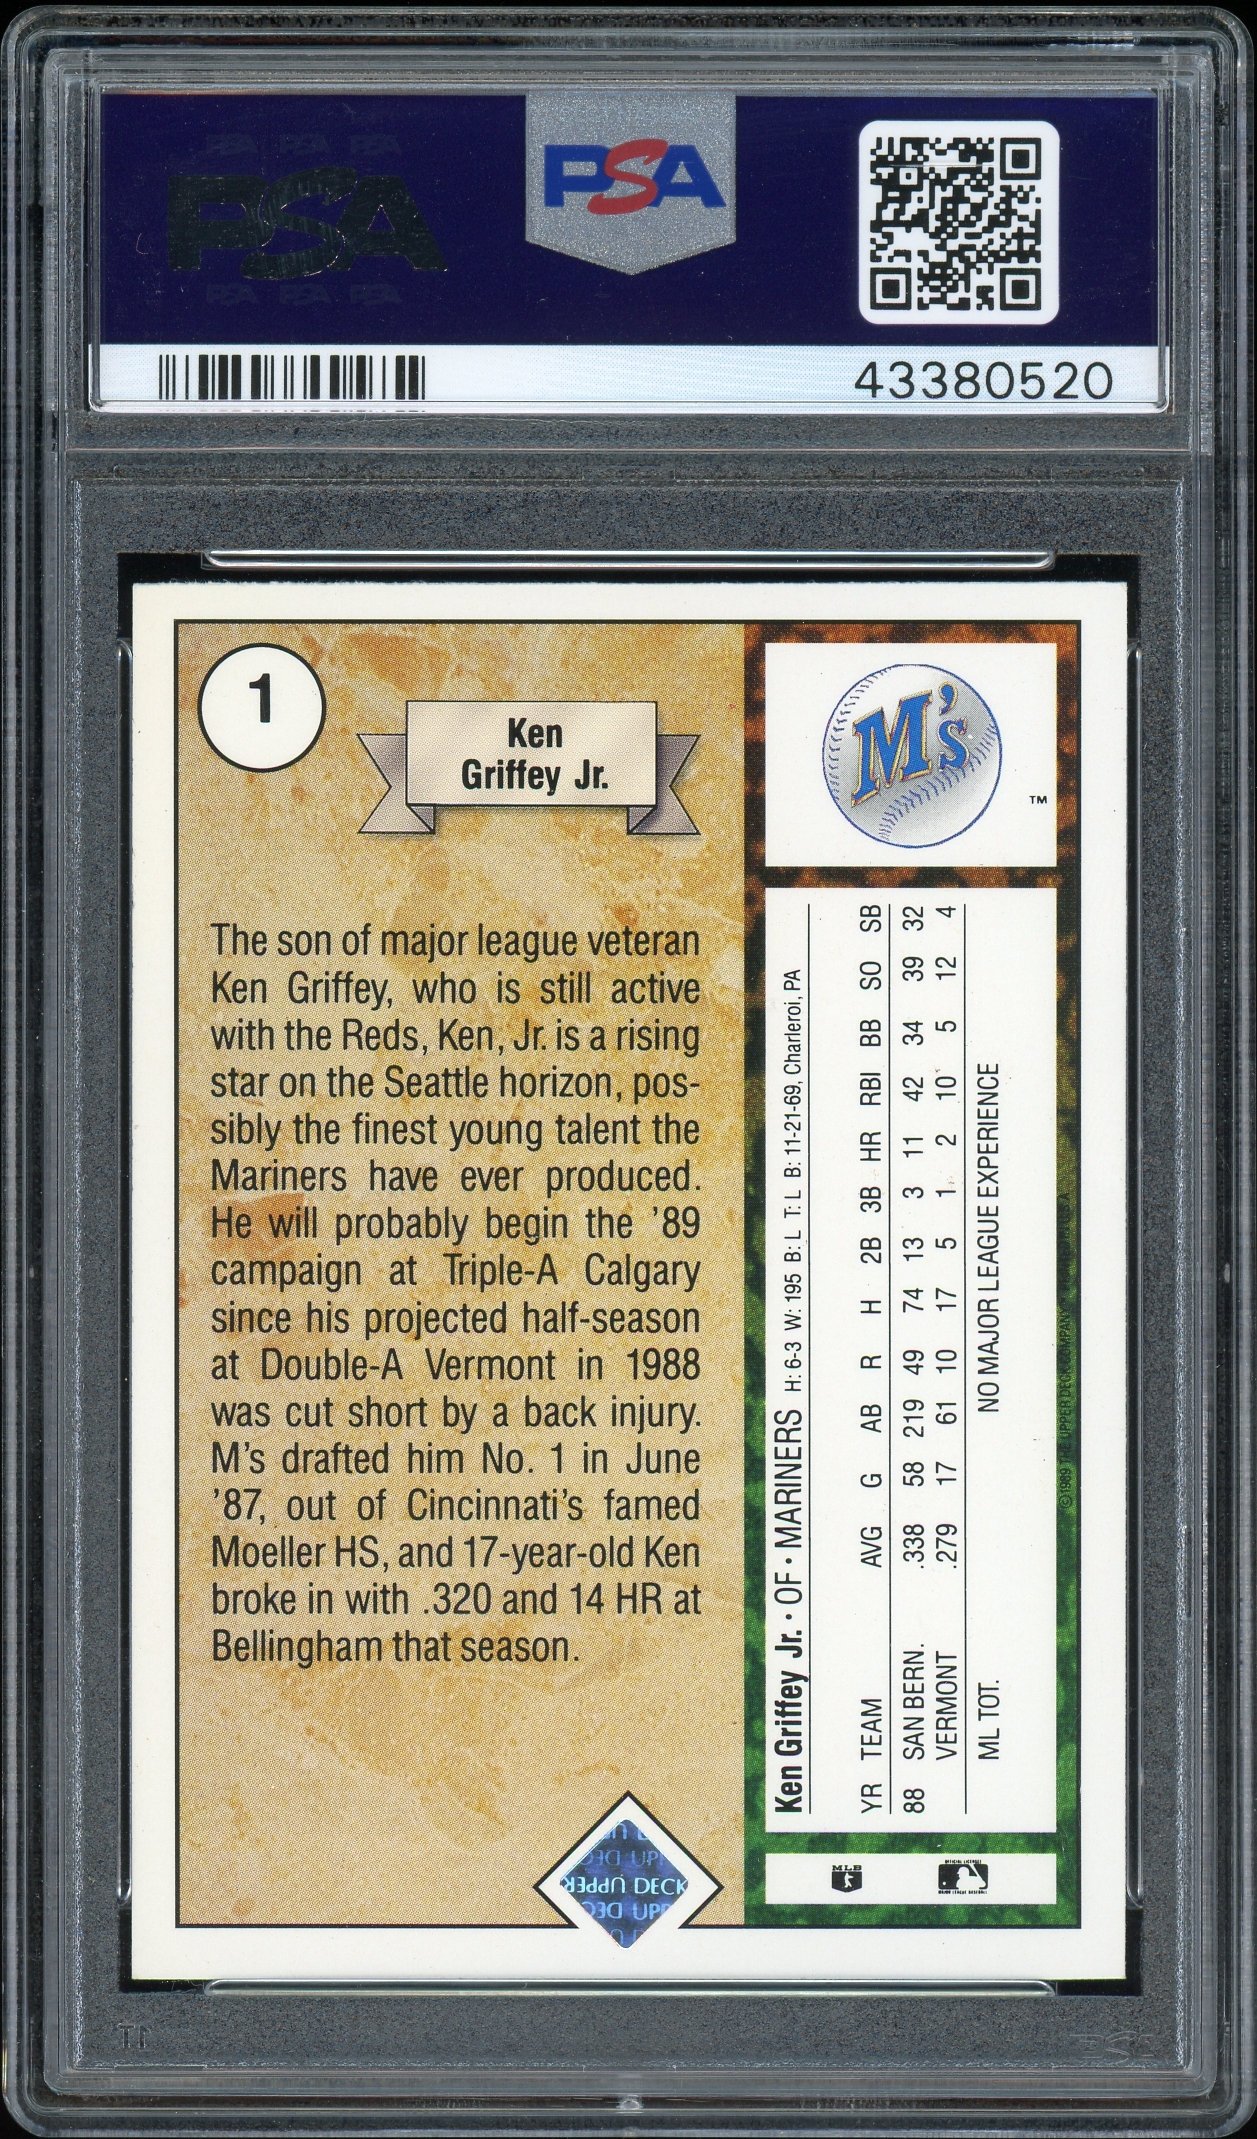 PSA
PSA
43380520
1
Ken
Griffey Jr.
M's
TM
The son of major league veteran
Ken Griffey, who is still active
with the Reds, Ken, Jr. is a rising
star on the Seattle horizon, pos-
sibly the finest young talent the
Mariners have ever produced.
He will probably begin the '89
campaign at Triple-A Calgary
since his projected half-season
at Double-A Vermont in 1988
was cut short by a back injury.
M's drafted him No. 1 in June
'87, out of Cincinnati's famed
Moeller HS, and 17-year-old Ken
broke in with .320 and 14 HR at
Bellingham that season.
Ken Griffey Jr. • OF • MARINERS H: 6-3 W: 195 B: L T: L B: 11-21-69, Charleroi, PA
YR TEAM AVG G AB R H 2B 3B HR RBI BB SO SB
88 SAN BERN. .338 58 219 49 74 13 3 11 42 34 39 32
VERMONT .279 17 61 10 17 5 1 2 10 5 12 4
ML TOT. NO MAJOR LEAGUE EXPERIENCE
©1989 THE UPPER DECK COMPANY
UPPER DECK
MLB